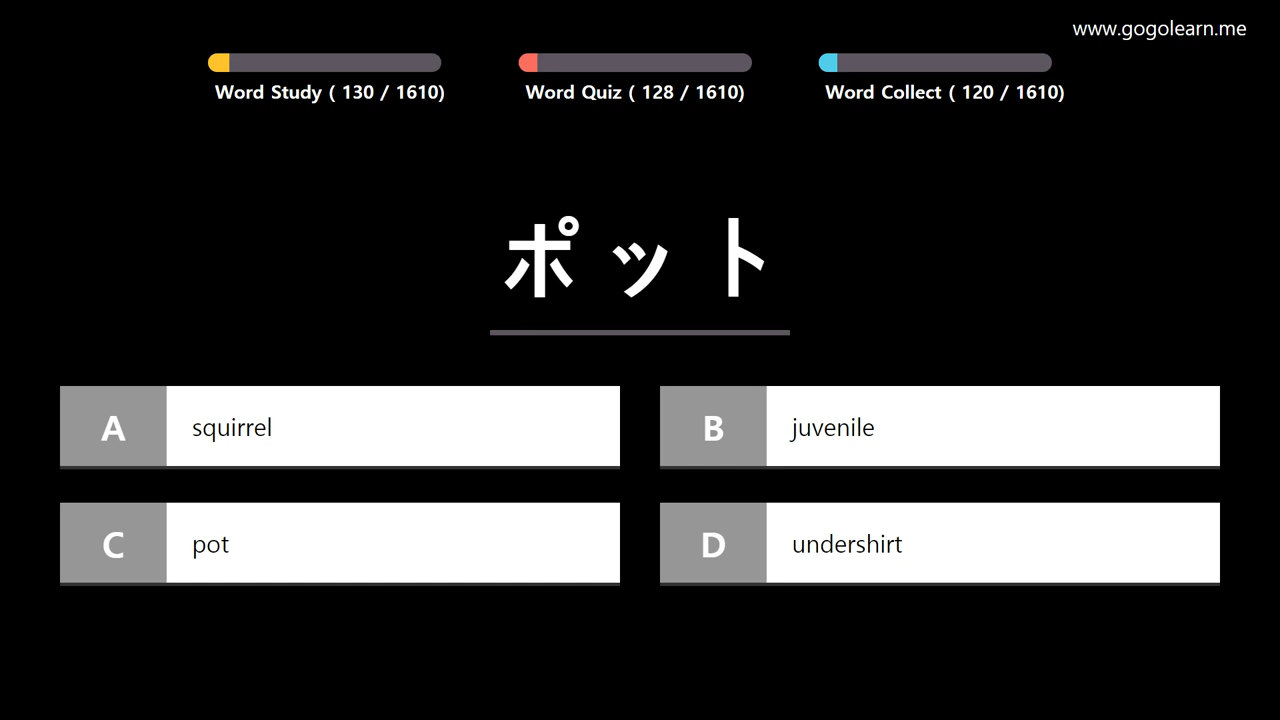 www.gogolearn.me
Word Study ( 130 / 1610)
Word Quiz ( 128 / 1610)
Word Collect ( 120 / 1610)
ポット
A squirrel
B juvenile
C pot
D undershirt